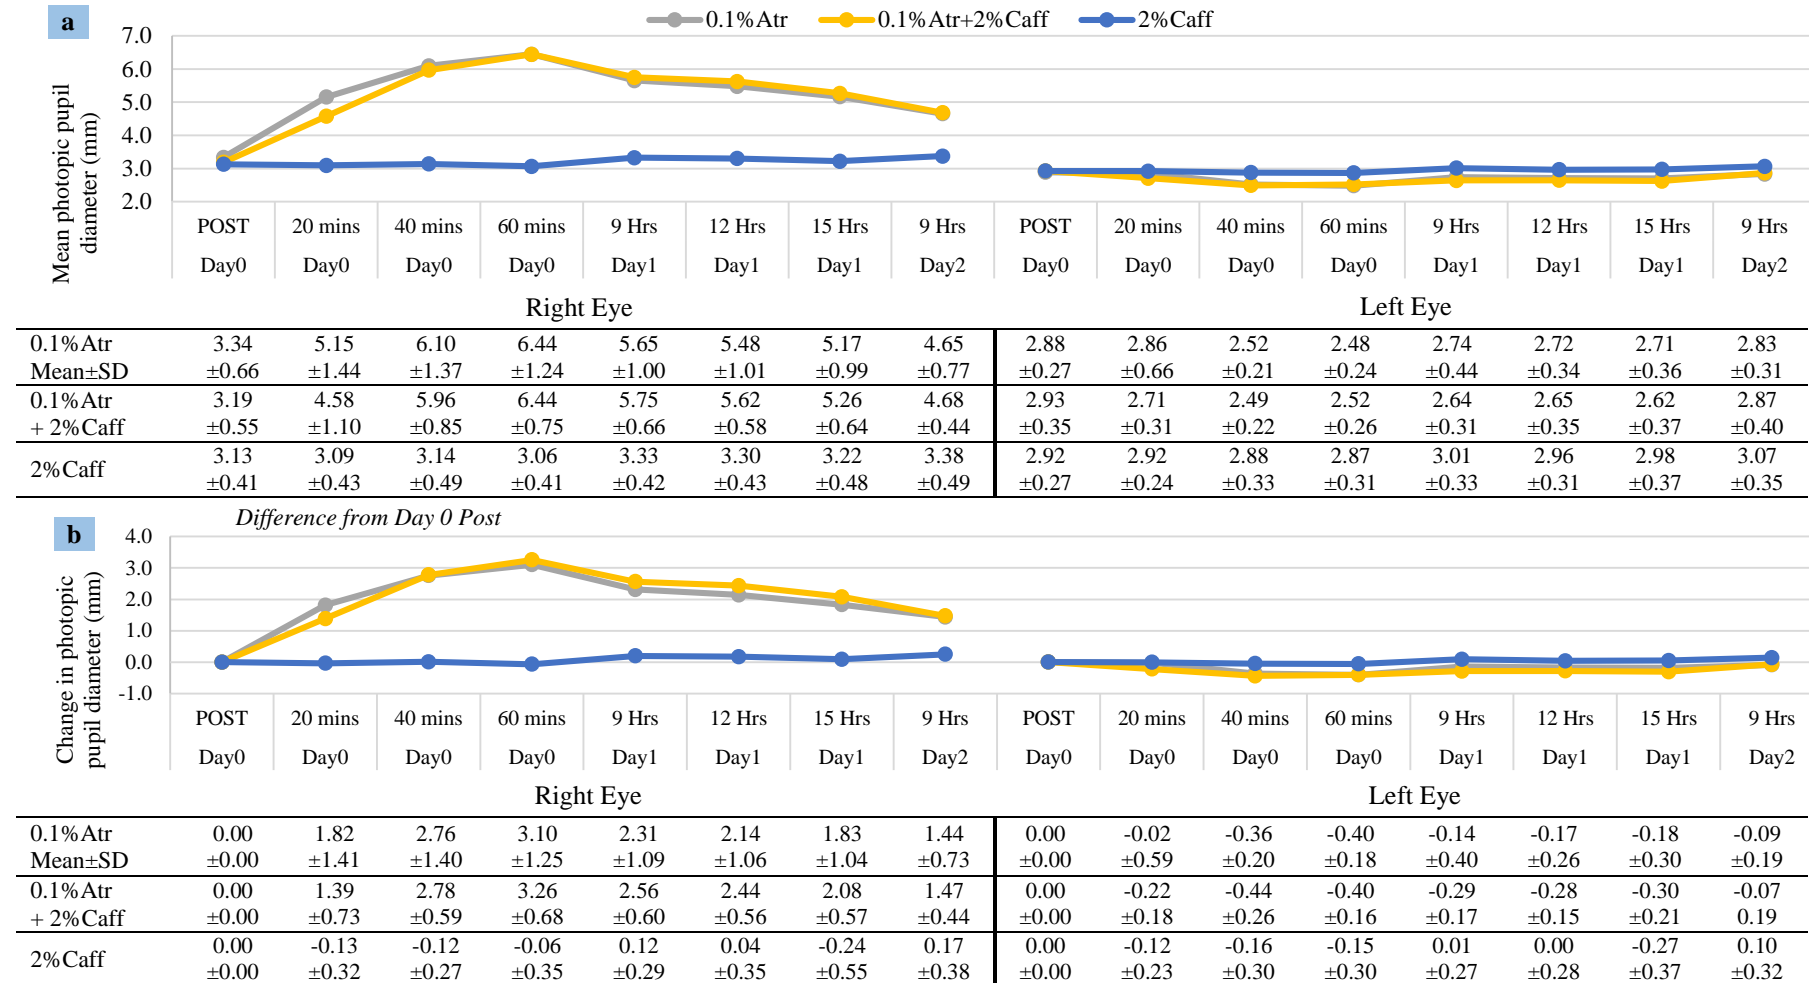 a
0.1%Atr 0.1%Atr+2%Caff 2%Caff
Mean photopic pupil
diameter (mm)
7.0
6.0
5.0
4.0
3.0
2.0
POST 20 mins 40 mins 60 mins 9 Hrs 12 Hrs 15 Hrs 9 Hrs POST 20 mins 40 mins 60 mins 9 Hrs 12 Hrs 15 Hrs 9 Hrs
Day0 Day0 Day0 Day0 Day1 Day1 Day1 Day2 Day0 Day0 Day0 Day0 Day1 Day1 Day1 Day2
Right Eye Left Eye
0.1%Atr 3.34 5.15 6.10 6.44 5.65 5.48 5.17 4.65 2.88 2.86 2.52 2.48 2.74 2.72 2.71 2.83
Mean±SD ±0.66 ±1.44 ±1.37 ±1.24 ±1.00 ±1.01 ±0.99 ±0.77 ±0.27 ±0.66 ±0.21 ±0.24 ±0.44 ±0.34 ±0.36 ±0.31
0.1%Atr 3.19 4.58 5.96 6.44 5.75 5.62 5.26 4.68 2.93 2.71 2.49 2.52 2.64 2.65 2.62 2.87
+ 2%Caff ±0.55 ±1.10 ±0.85 ±0.75 ±0.66 ±0.58 ±0.64 ±0.44 ±0.35 ±0.31 ±0.22 ±0.26 ±0.31 ±0.35 ±0.37 ±0.40
2%Caff 3.13 3.09 3.14 3.06 3.33 3.30 3.22 3.38 2.92 2.92 2.88 2.87 3.01 2.96 2.98 3.07
±0.41 ±0.43 ±0.49 ±0.41 ±0.42 ±0.43 ±0.48 ±0.49 ±0.27 ±0.24 ±0.33 ±0.31 ±0.33 ±0.31 ±0.37 ±0.35
b
Difference from Day 0 Post
Change in photopic
pupil diameter (mm)
4.0
3.0
2.0
1.0
0.0
-1.0
POST 20 mins 40 mins 60 mins 9 Hrs 12 Hrs 15 Hrs 9 Hrs POST 20 mins 40 mins 60 mins 9 Hrs 12 Hrs 15 Hrs 9 Hrs
Day0 Day0 Day0 Day0 Day1 Day1 Day1 Day2 Day0 Day0 Day0 Day0 Day1 Day1 Day1 Day2
Right Eye Left Eye
0.1%Atr 0.00 1.82 2.76 3.10 2.31 2.14 1.83 1.44 0.00 -0.02 -0.36 -0.40 -0.14 -0.17 -0.18 -0.09
Mean±SD ±0.00 ±1.41 ±1.40 ±1.25 ±1.09 ±1.06 ±1.04 ±0.73 ±0.00 ±0.59 ±0.20 ±0.18 ±0.40 ±0.26 ±0.30 ±0.19
0.1%Atr 0.00 1.39 2.78 3.26 2.56 2.44 2.08 1.47 0.00 -0.22 -0.44 -0.40 -0.29 -0.28 -0.30 -0.07
+ 2%Caff ±0.00 ±0.73 ±0.59 ±0.68 ±0.60 ±0.56 ±0.57 ±0.44 ±0.00 ±0.18 ±0.26 ±0.16 ±0.17 ±0.15 ±0.21 0.19
2%Caff 0.00 -0.13 -0.12 -0.06 0.12 0.04 -0.24 0.17 0.00 -0.12 -0.16 -0.15 0.01 0.00 -0.27 0.10
±0.00 ±0.32 ±0.27 ±0.35 ±0.29 ±0.35 ±0.55 ±0.38 ±0.00 ±0.23 ±0.30 ±0.30 ±0.27 ±0.28 ±0.37 ±0.32